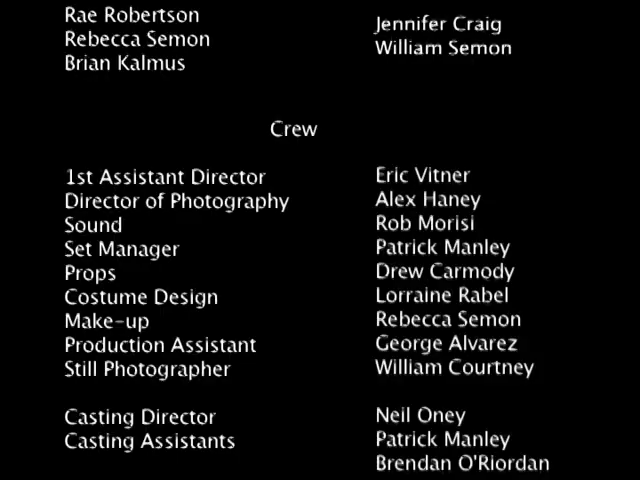 Rae Robertson
Rebecca Semon
Brian Kalmus
Jennifer Craig
William Semon
Crew
1st Assistant Director Eric Vitner
Director of Photography Alex Haney
Sound Rob Morisi
Set Manager Patrick Manley
Props Drew Carmody
Costume Design Lorraine Rabel
Make-up Rebecca Semon
Production Assistant George Alvarez
Still Photographer William Courtney
Casting Director Neil Oney
Casting Assistants Patrick Manley
Brendan O'Riordan